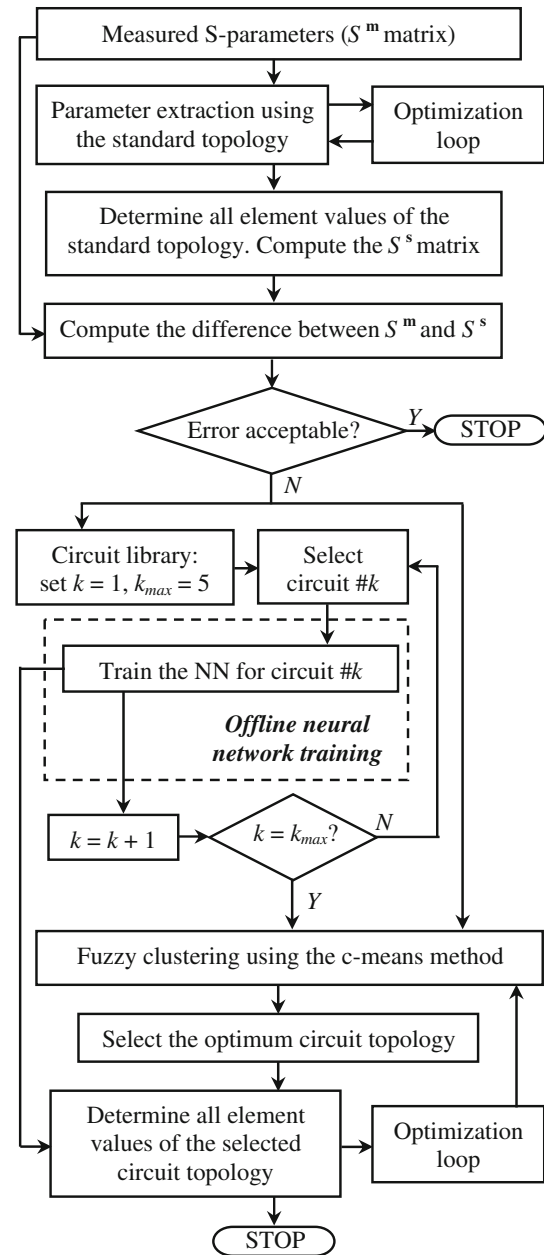 Measured S-parameters (S^m matrix)
Parameter extraction using
the standard topology
Optimization
loop
Determine all element values of the
standard topology. Compute the S^s matrix
Compute the difference between S^m and S^s
Error acceptable?
Y
STOP
N
Circuit library:
set k = 1, k_max = 5
Select
circuit #k
Train the NN for circuit #k
Offline neural
network training
k = k + 1
k = k_max?
N
Y
Fuzzy clustering using the c-means method
Select the optimum circuit topology
Determine all element
values of the selected
circuit topology
Optimization
loop
STOP